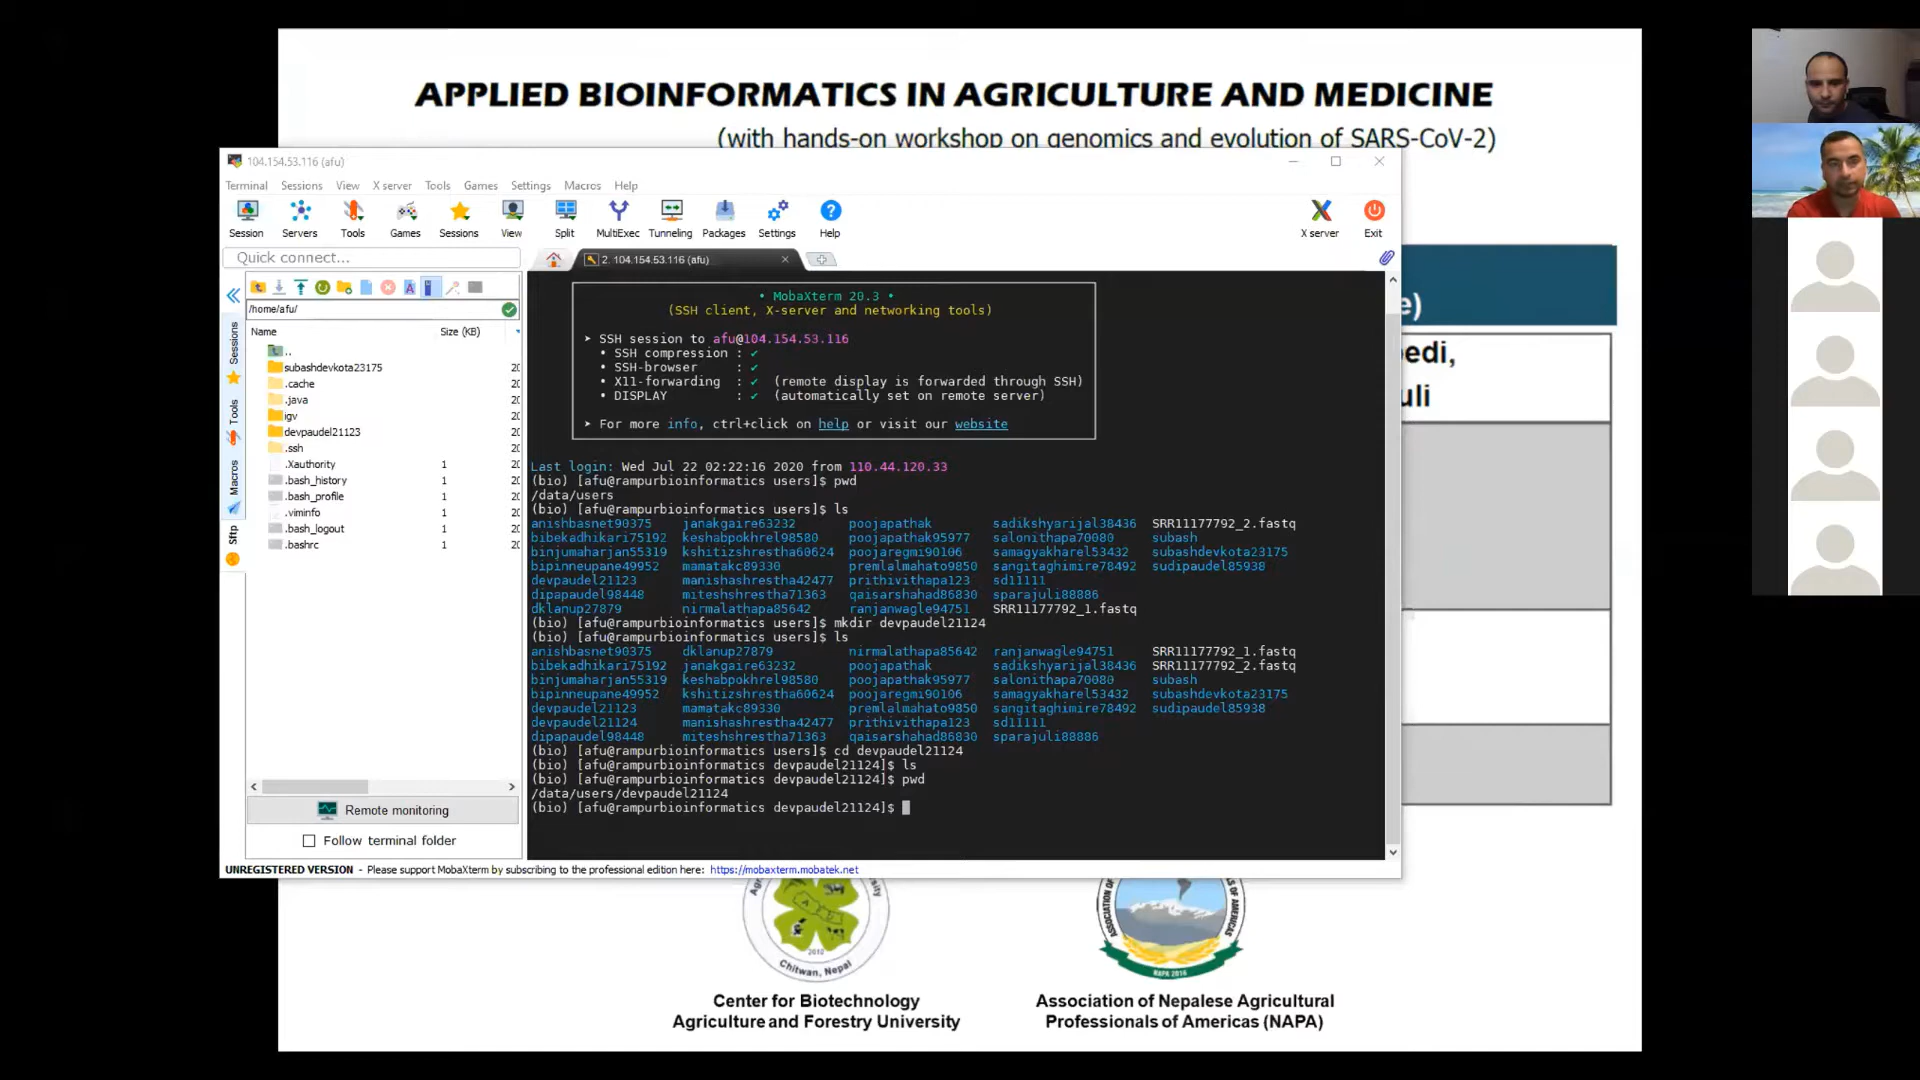 APPLIED BIOINFORMATICS IN AGRICULTURE AND MEDICINE
(with hands-on workshop on genomics and evolution of SARS-CoV-2)
104.154.53.116 (afu)
Terminal Sessions View X server Tools Games Settings Macros Help
Session Servers Tools Games Sessions View Split MultiExec Tunneling Packages Settings Help X server Exit
Quick connect...
2. 104.154.53.116 (afu)
/home/afu/
Name Size (KB)
..
subashdevkota23175
.cache
.java
igv
devpaudel21123
.ssh
.Xauthority 1
.bash_history 1
.bash_profile 1
.viminfo 1
.bash_logout 1
.bashrc 1
Sessions
Tools
Macros
Sftp
Remote monitoring
Follow terminal folder
• MobaXterm 20.3 •
(SSH client, X-server and networking tools)
➤ SSH session to afu@104.154.53.116
• SSH compression : ✔
• SSH-browser : ✔
• X11-forwarding : ✔ (remote display is forwarded through SSH)
• DISPLAY : ✔ (automatically set on remote server)
➤ For more info, ctrl+click on help or visit our website
Last login: Wed Jul 22 02:22:16 2020 from 110.44.120.33
(bio) [afu@rampurbioinformatics users]$ pwd
/data/users
(bio) [afu@rampurbioinformatics users]$ ls
anishbasnet90375 janakgaire63232 poojapathak sadikshyarijal38436 SRR11177792_2.fastq
bibekadhikari75192 keshabpokhrel98580 poojapathak95977 salonithapa70080 subash
binjumaharjan55319 kshitizshrestha60624 poojaregmi90106 samagyakharel53432 subashdevkota23175
bipinneupane49952 mamatakc89330 premlalmahato9850 sangitaghimire78492 sudipaudel85938
devpaudel21123 manishashrestha42477 prithivithapa123 sd11111
dipapaudel98448 miteshshrestha71363 qaisarshahad86830 sparajuli88886
dklanup27879 nirmalathapa85642 ranjanwagle94751 SRR11177792_1.fastq
(bio) [afu@rampurbioinformatics users]$ mkdir devpaudel21124
(bio) [afu@rampurbioinformatics users]$ ls
anishbasnet90375 dklanup27879 nirmalathapa85642 ranjanwagle94751 SRR11177792_1.fastq
bibekadhikari75192 janakgaire63232 poojapathak sadikshyarijal38436 SRR11177792_2.fastq
binjumaharjan55319 keshabpokhrel98580 poojapathak95977 salonithapa70080 subash
bipinneupane49952 kshitizshrestha60624 poojaregmi90106 samagyakharel53432 subashdevkota23175
devpaudel21123 mamatakc89330 premlalmahato9850 sangitaghimire78492 sudipaudel85938
devpaudel21124 manishashrestha42477 prithivithapa123 sd11111
dipapaudel98448 miteshshrestha71363 qaisarshahad86830 sparajuli88886
(bio) [afu@rampurbioinformatics users]$ cd devpaudel21124
(bio) [afu@rampurbioinformatics devpaudel21124]$ ls
(bio) [afu@rampurbioinformatics devpaudel21124]$ pwd
/data/users/devpaudel21124
(bio) [afu@rampurbioinformatics devpaudel21124]$
UNREGISTERED VERSION - Please support MobaXterm by subscribing to the professional edition here: https://mobaxterm.mobatek.net
2010
Chitwan, Nepal
NAPA 2016
Center for Biotechnology
Agriculture and Forestry University
Association of Nepalese Agricultural
Professionals of Americas (NAPA)